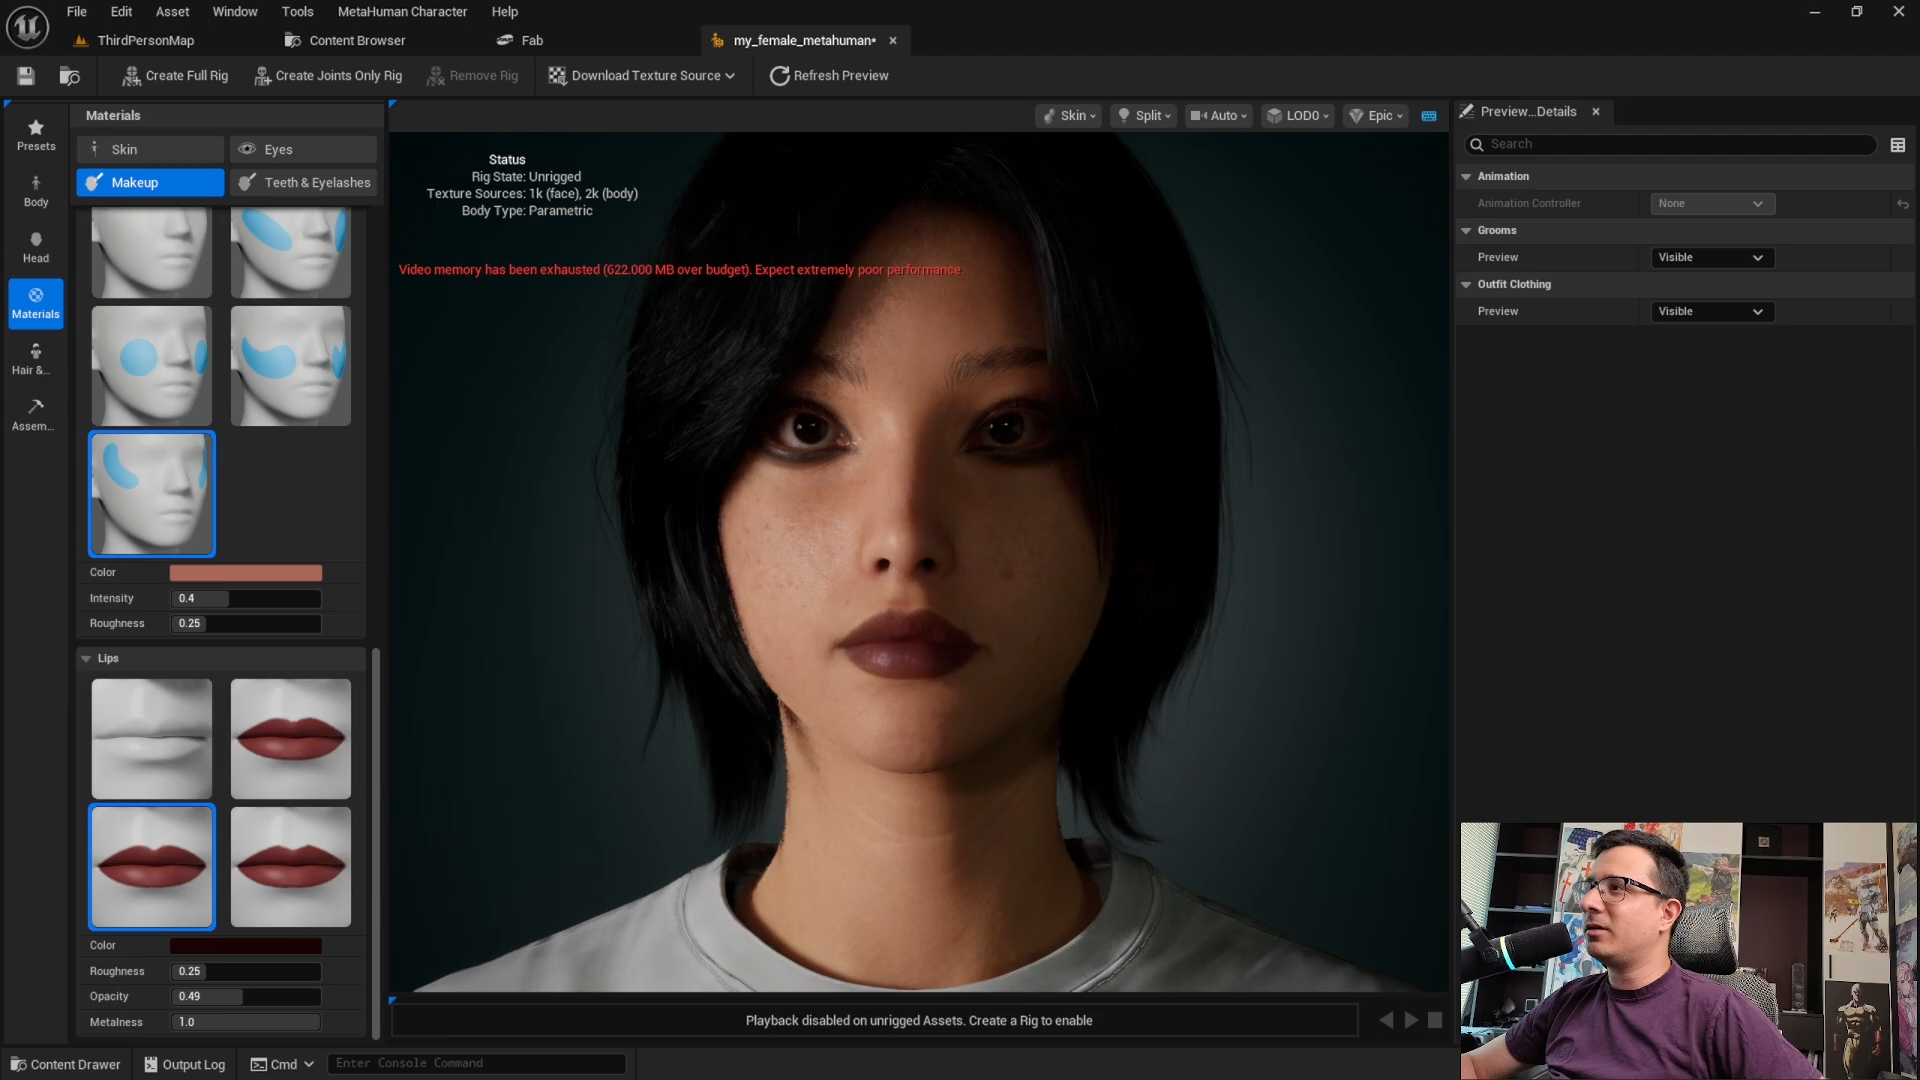 File Edit Asset Window Tools MetaHuman Character Help
ThirdPersonMap Content Browser Fab my_female_metahuman*
Create Full Rig Create Joints Only Rig Remove Rig Download Texture Source Refresh Preview
Materials
Skin Eyes
Makeup Teeth & Eyelashes
Presets
Body
Head
Materials
Hair &...
Assem...
Color
Intensity 0.4
Roughness 0.25
Lips
Color
Roughness 0.25
Opacity 0.49
Metalness 1.0
Skin Split Auto LOD0 Epic
Status
Rig State: Unrigged
Texture Sources: 1k (face), 2k (body)
Body Type: Parametric
Video memory has been exhausted (622.000 MB over budget). Expect extremely poor performance.
Playback disabled on unrigged Assets. Create a Rig to enable
Preview...Details
Search
Animation
Animation Controller None
Grooms
Preview Visible
Outfit Clothing
Preview Visible
Content Drawer Output Log Cmd Enter Console Command